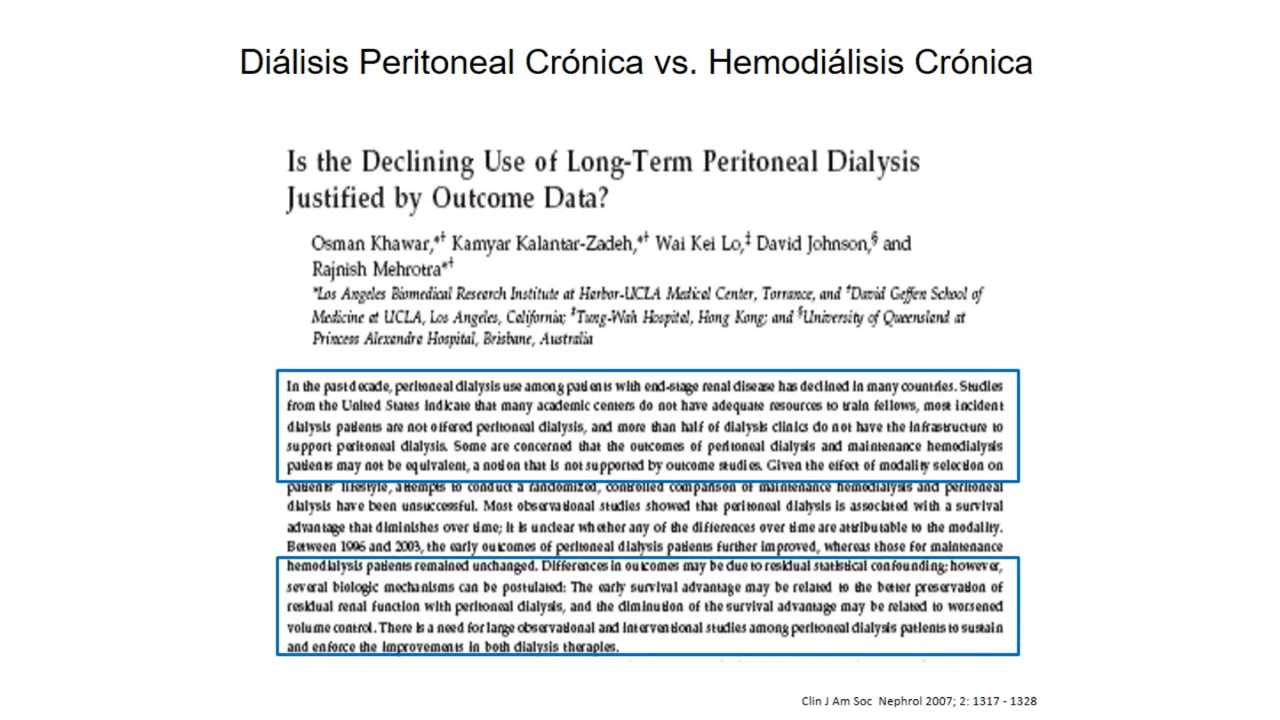 Diálisis Peritoneal Crónica vs. Hemodiálisis Crónica
Is the Declining Use of Long-Term Peritoneal Dialysis
Justified by Outcome Data?
Osman Khawar,*† Kamyar Kalantar-Zadeh,*† Wai Kei Lo,‡ David Johnson,§ and
Rajnish Mehrotra*†
*Los Angeles Biomedical Research Institute at Harbor-UCLA Medical Center, Torrance, and †David Geffen School of
Medicine at UCLA, Los Angeles, California; ‡Tung-Wah Hospital, Hong Kong; and §University of Queensland at
Princess Alexandra Hospital, Brisbane, Australia
In the past decade, peritoneal dialysis use among patients with end-stage renal disease has declined in many countries. Studies
from the United States indicate that many academic centers do not have adequate resources to train fellows, most incident
dialysis patients are not offered peritoneal dialysis, and more than half of dialysis clinics do not have the infrastructure to
support peritoneal dialysis. Some are concerned that the outcomes of peritoneal dialysis and maintenance hemodialysis
patients may not be equivalent, a notion that is not supported by outcome studies. Given the effect of modality selection on
patients' lifestyle, attempts to conduct a randomized, controlled comparison of maintenance hemodialysis and peritoneal
dialysis have been unsuccessful. Most observational studies showed that peritoneal dialysis is associated with a survival
advantage that diminishes over time; it is unclear whether any of the differences over time are attributable to the modality.
Between 1996 and 2003, the early outcomes of peritoneal dialysis patients further improved, whereas those for maintenance
hemodialysis patients remained unchanged. Differences in outcomes may be due to residual statistical confounding; however,
several biologic mechanisms can be postulated: The early survival advantage may be related to the better preservation of
residual renal function with peritoneal dialysis, and the diminution of the survival advantage may be related to worsened
volume control. There is a need for large observational and interventional studies among peritoneal dialysis patients to sustain
and enforce the improvements in both dialysis therapies.
Clin J Am Soc Nephrol 2007; 2: 1317 - 1328